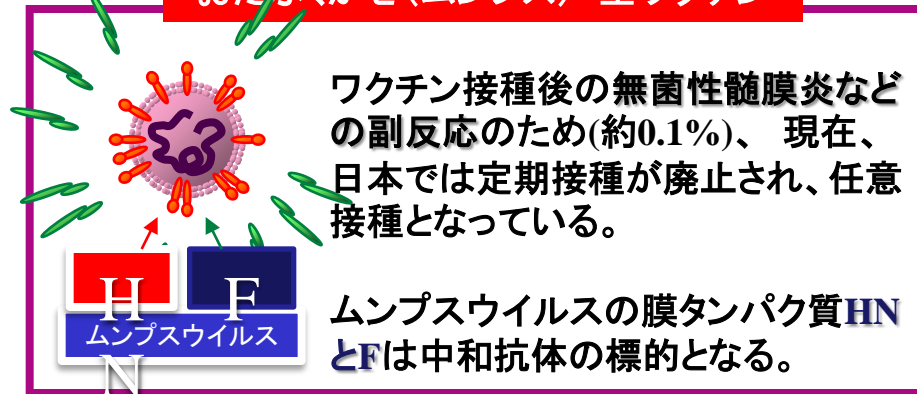 ワクチン接種後の無菌性髄膜炎など
の副反応のため(約0.1%)、 現在、
日本では定期接種が廃止され、任意
接種となっている。
ムンプスウイルスの膜タンパク質HN
とFは中和抗体の標的となる。
HN
F
ムンプスウイルス